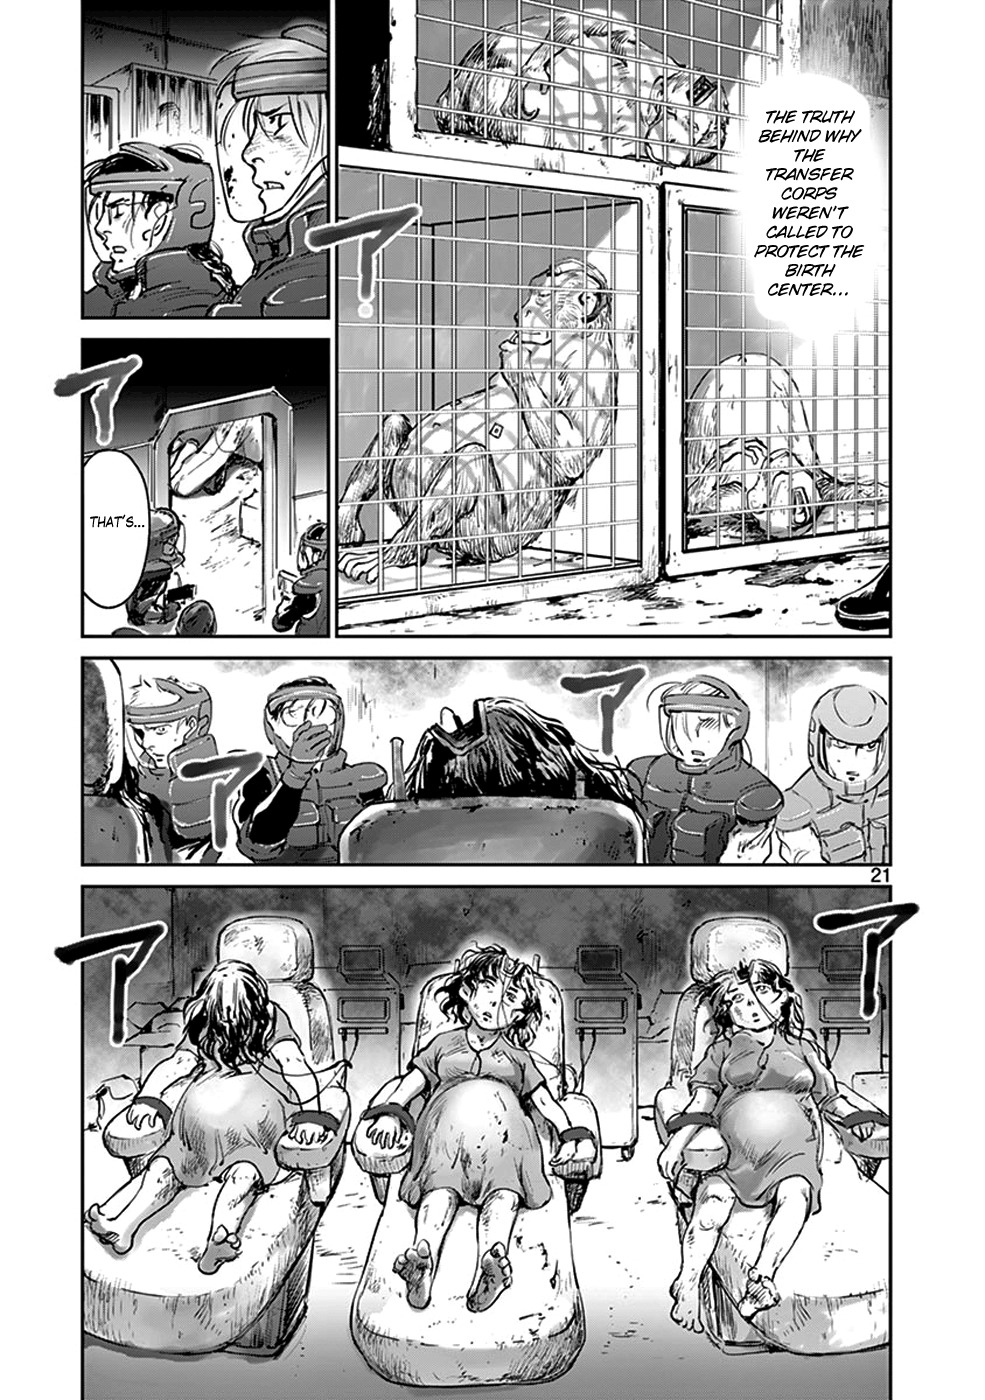 THE TRUTH
BEHIND WHY
THE
TRANSFER
CORPS
WEREN'T
CALLED TO
PROTECT THE
BIRTH
CENTER...
ア
ア
ア
THAT'S...
ア
ア
21
ア
ア